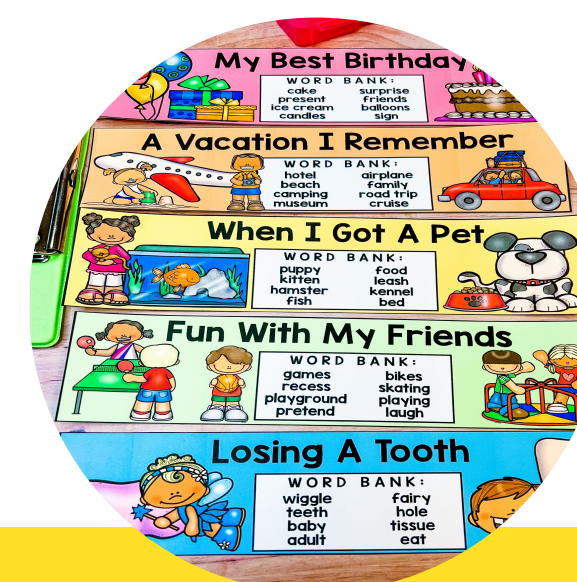 My Best Birthday
WORD BANK:
cake surprise
present friends
ice cream balloons
candles sign
A Vacation I Remember
WORD BANK:
hotel airplane
beach family
camping road trip
museum cruise
When I Got A Pet
WORD BANK:
puppy food
kitten leash
hamster kennel
fish bed
Fun With My Friends
WORD BANK:
games bikes
recess skating
playground playing
pretend laugh
Losing A Tooth
WORD BANK:
wiggle fairy
teeth hole
baby tissue
adult eat